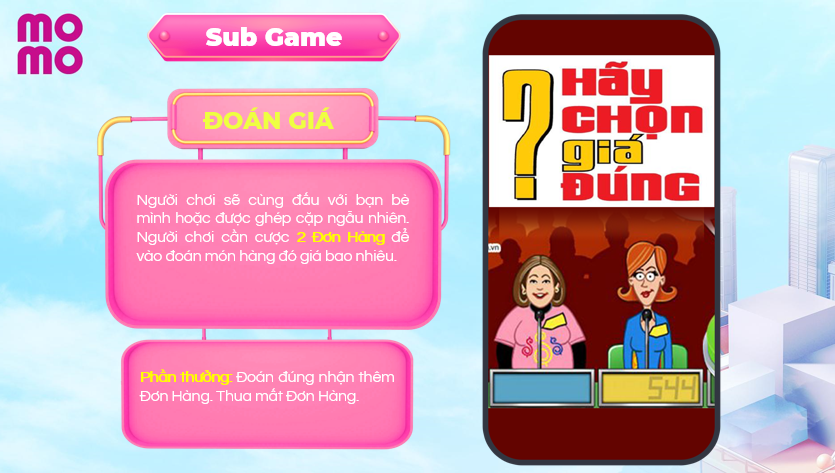 mo
mo
Sub Game
ĐOÁN GIÁ
Người chơi sẽ cùng đấu với bạn bè
mình hoặc được ghép cặp ngẫu nhiên.
Người chơi cần cược 2 Đơn Hàng để
vào đoán món hàng đó giá bao nhiêu.
Phần thưởng: Đoán đúng nhận thêm
Đơn Hàng. Thua mất Đơn Hàng.
?
Hãy
CHỌN
giá
ĐÚNG
.vn
544